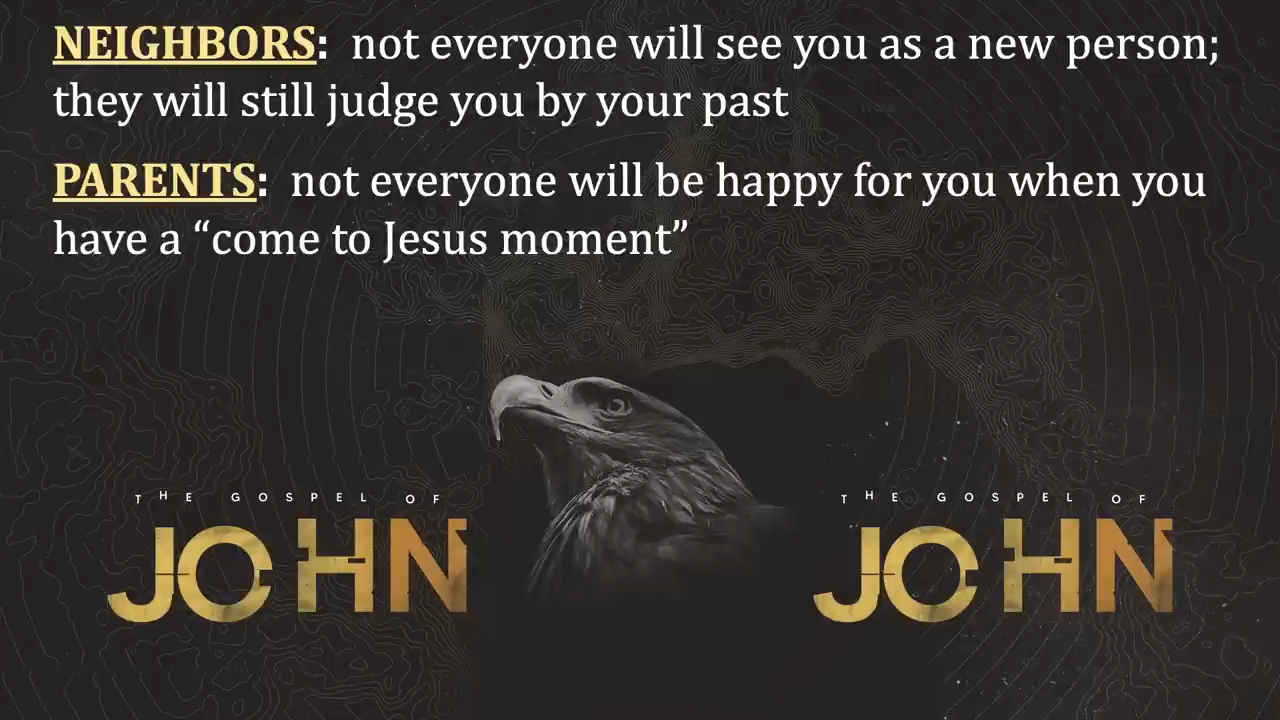 NEIGHBORS: not everyone will see you as a new person;
they will still judge you by your past
PARENTS: not everyone will be happy for you when you
have a “come to Jesus moment”
THE GOSPEL OF
JOHN
THE GOSPEL OF
JOHN